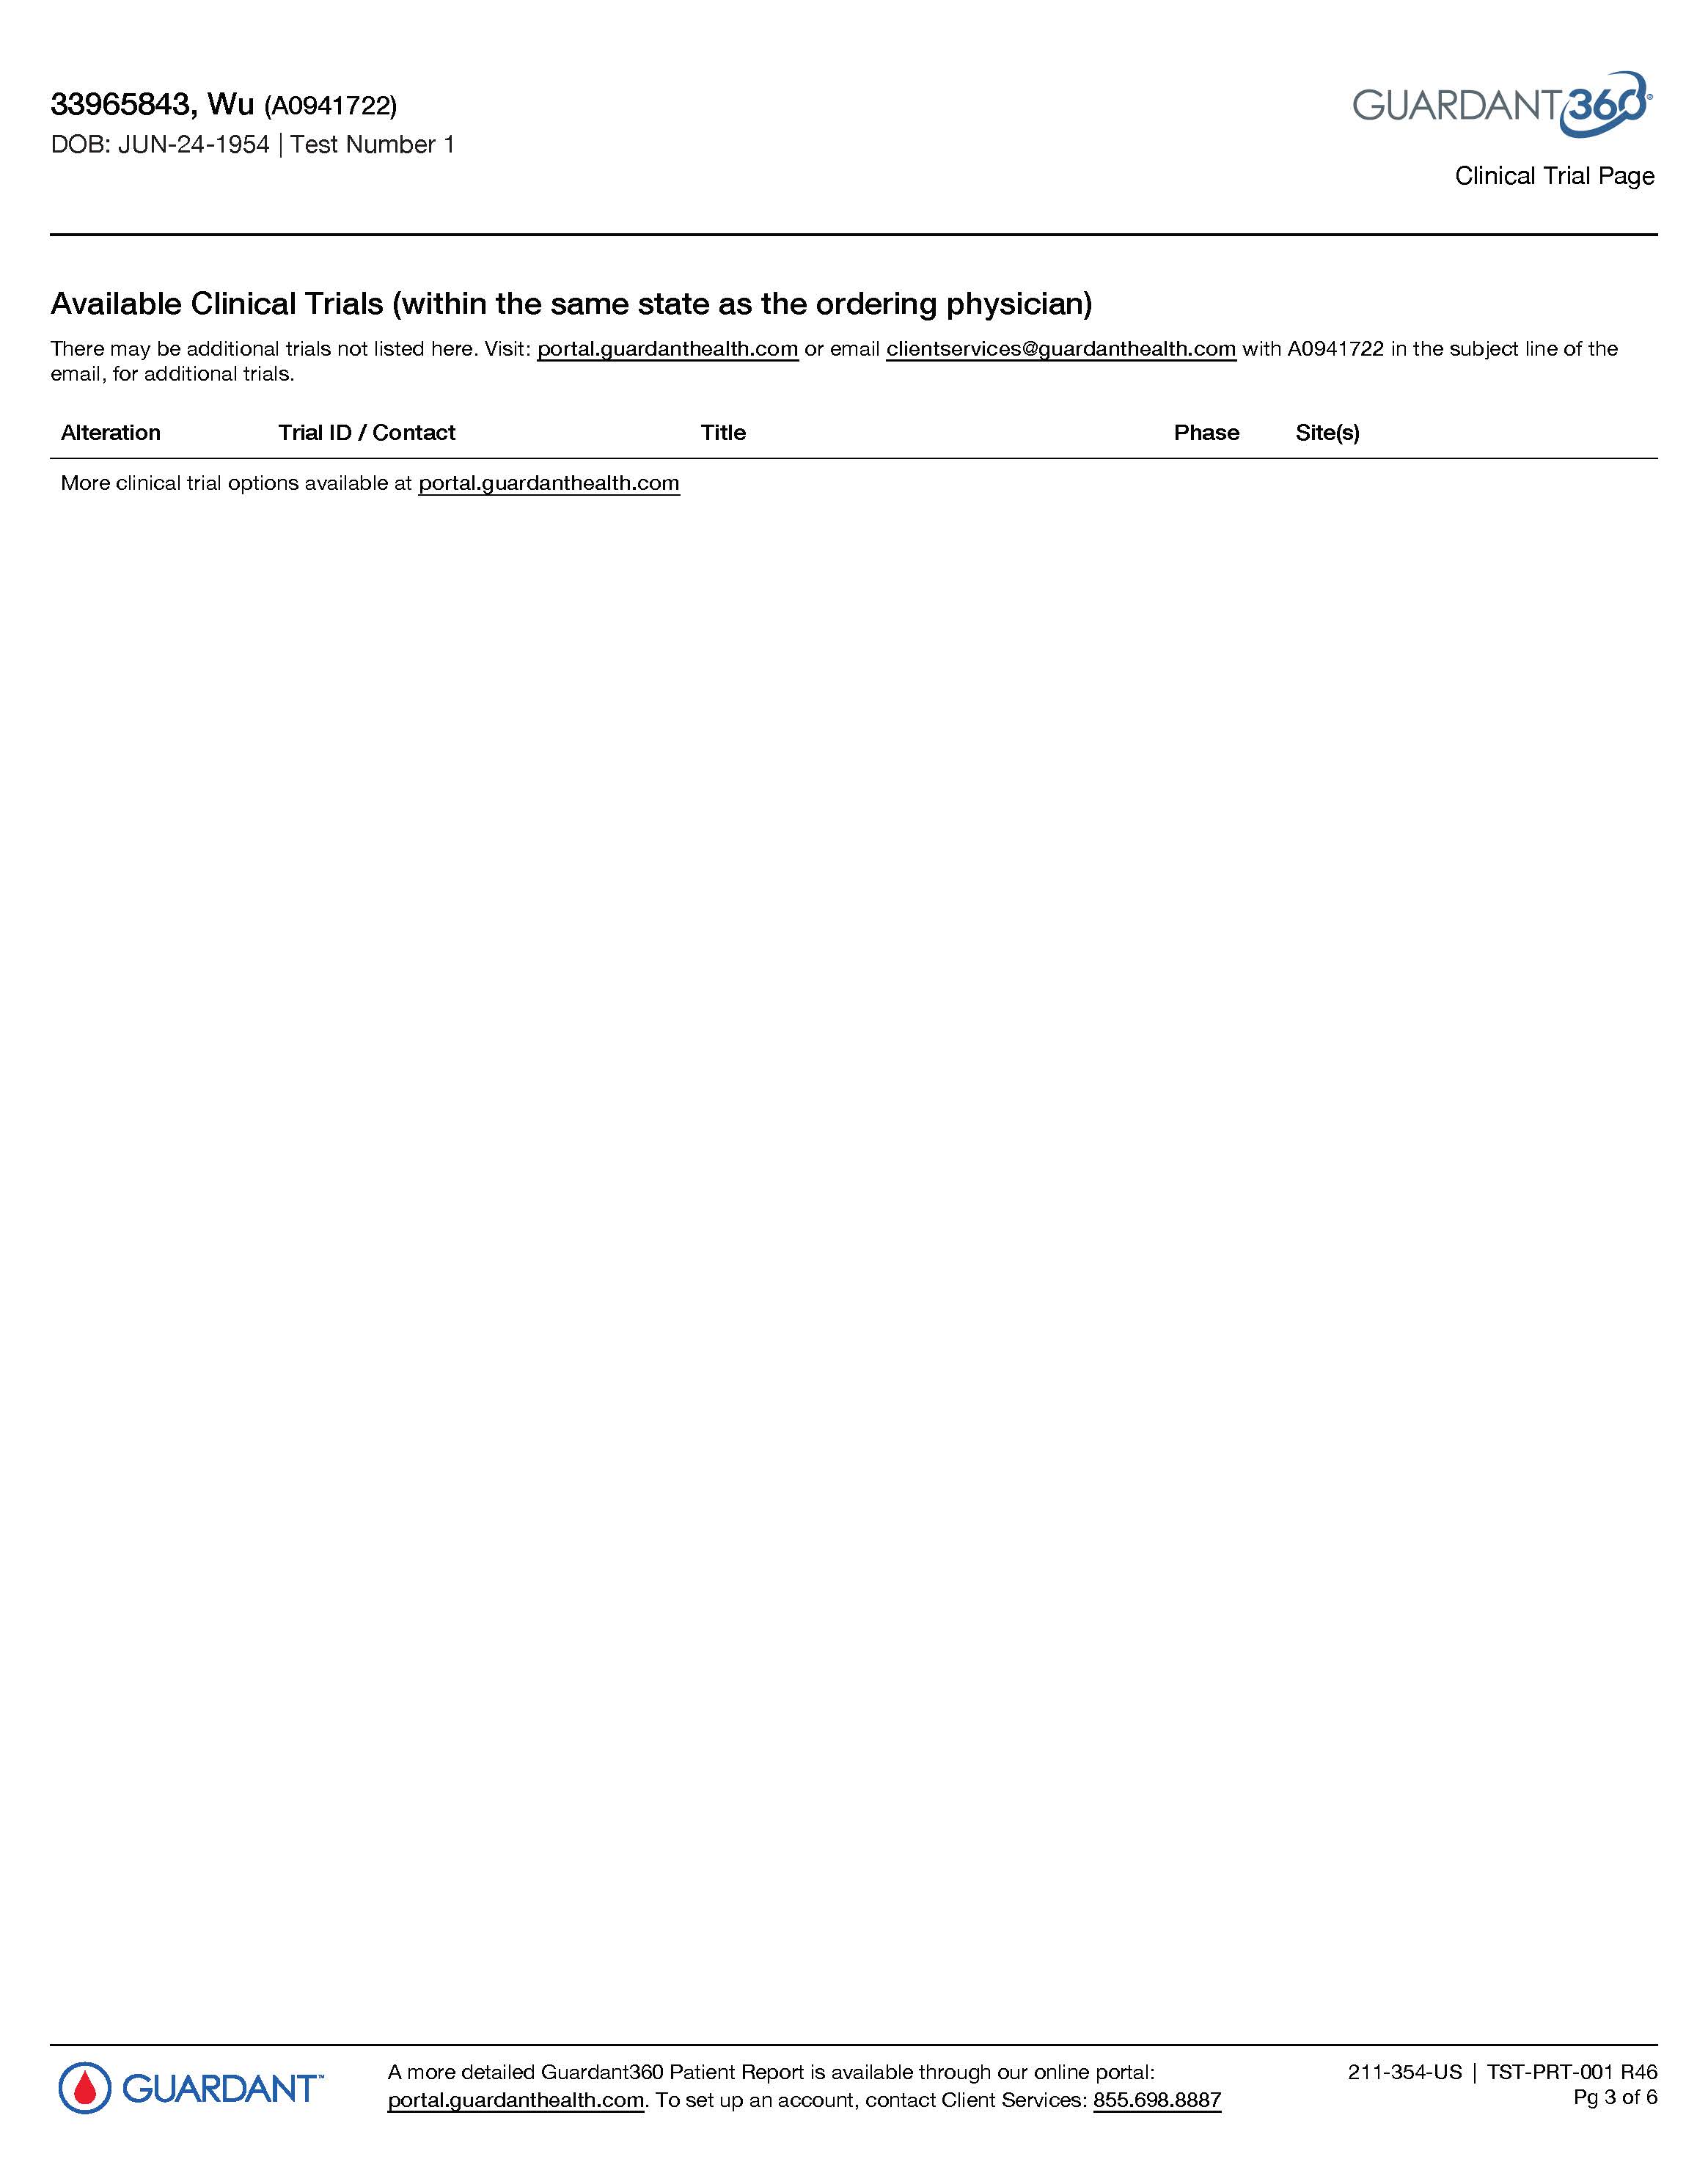 33965843, Wu (A0941722)
DOB: JUN-24-1954 | Test Number 1
GUARDANT360®
Clinical Trial Page
Available Clinical Trials (within the same state as the ordering physician)
There may be additional trials not listed here. Visit: portal.guardanthealth.com or email clientservices@guardanthealth.com with A0941722 in the subject line of the
email, for additional trials.
Alteration Trial ID / Contact Title Phase Site(s)
More clinical trial options available at portal.guardanthealth.com
GUARDANT™
A more detailed Guardant360 Patient Report is available through our online portal:
portal.guardanthealth.com. To set up an account, contact Client Services: 855.698.8887
211-354-US | TST-PRT-001 R46
Pg 3 of 6